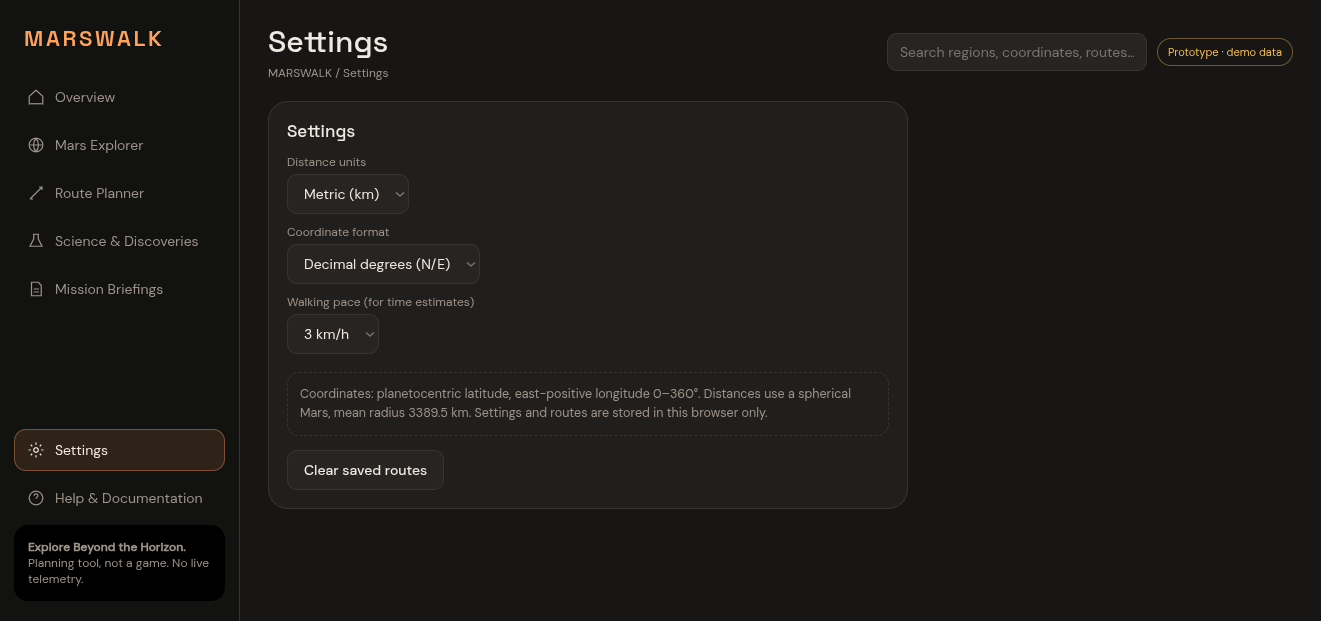 MARSWALK
Overview
Mars Explorer
Route Planner
Science & Discoveries
Mission Briefings
Settings
Help & Documentation
Explore Beyond the Horizon.
Planning tool, not a game. No live
telemetry.
Settings
MARSWALK / Settings
Search regions, coordinates, routes…
Prototype · demo data
Settings
Distance units
Metric (km)
Coordinate format
Decimal degrees (N/E)
Walking pace (for time estimates)
3 km/h
Coordinates: planetocentric latitude, east-positive longitude 0–360°. Distances use a spherical
Mars, mean radius 3389.5 km. Settings and routes are stored in this browser only.
Clear saved routes